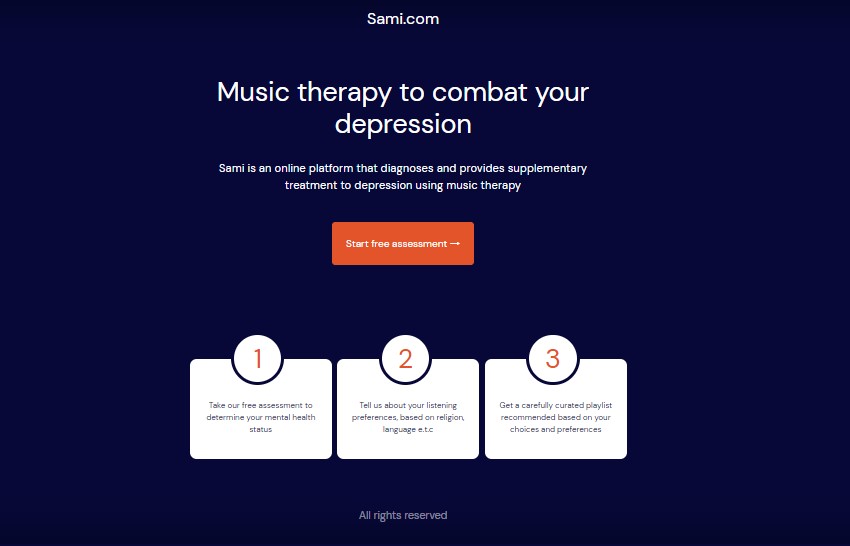 Sami.com
Music therapy to combat your
depression
Sami is an online platform that diagnoses and provides supplementary
treatment to depression using music therapy
Start free assessment →
1
Take our free assessment to
determine your mental health
status
2
Tell us about your listening
preferences, based on religion,
language e.t.c
3
Get a carefully curated playlist
recommended based on your
choices and preferences
All rights reserved